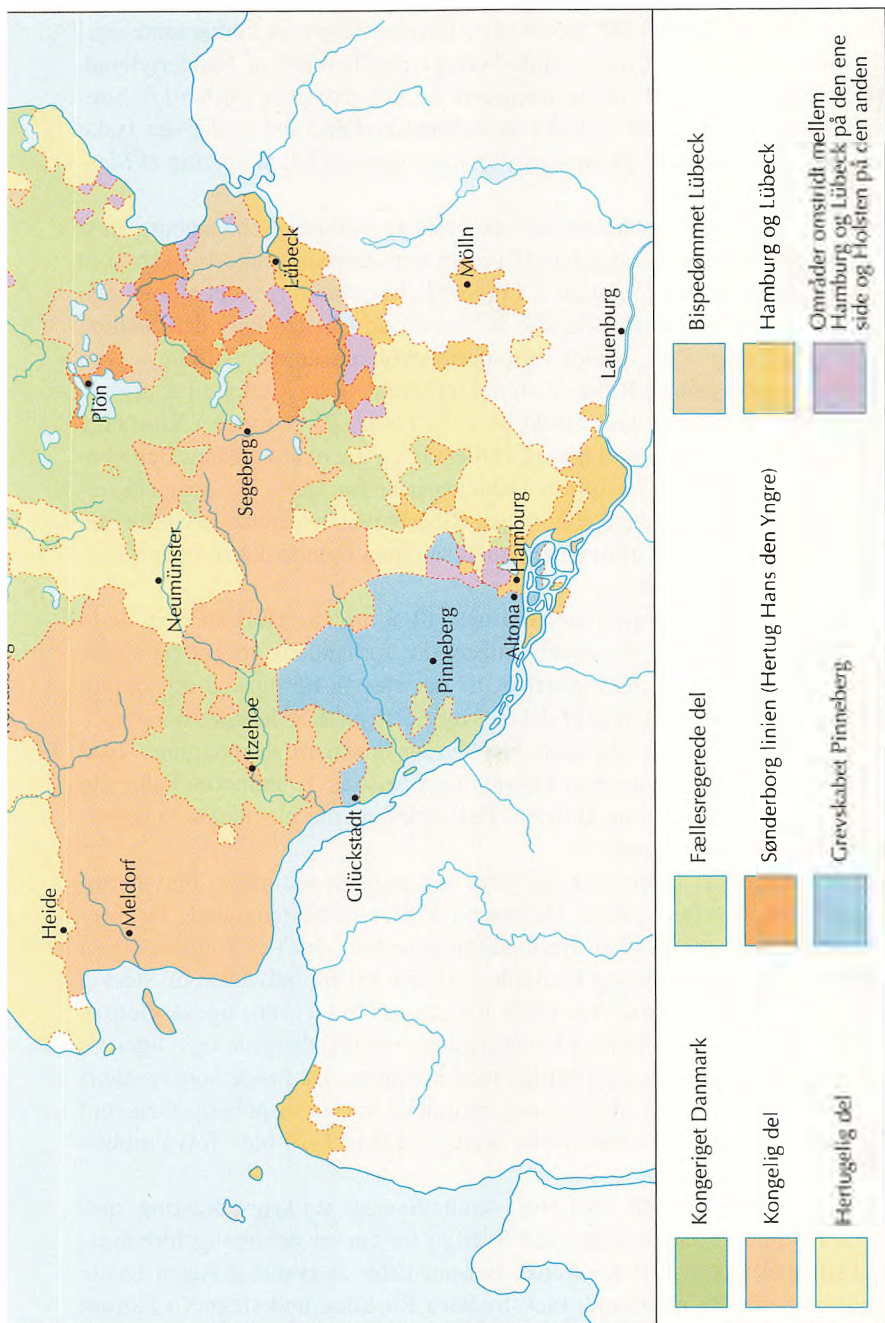 Heide
Meldorf
Neumünster
Plön
Itzehoe
Segeberg
Lübeck
Glückstadt
Pinneberg
Altona
Hamburg
Mölln
Lauenburg
Kongeriget Danmark
Kongelig del
Hertugelig del
Fællesregerede del
Sønderborg linien (Hertug Hans den Yngre)
Grevskabet Pinneberg
Bispedømmet Lübeck
Hamburg og Lübeck
Områder omstridt mellem
Hamburg og Lübeck på den ene
side og Holsten på den anden